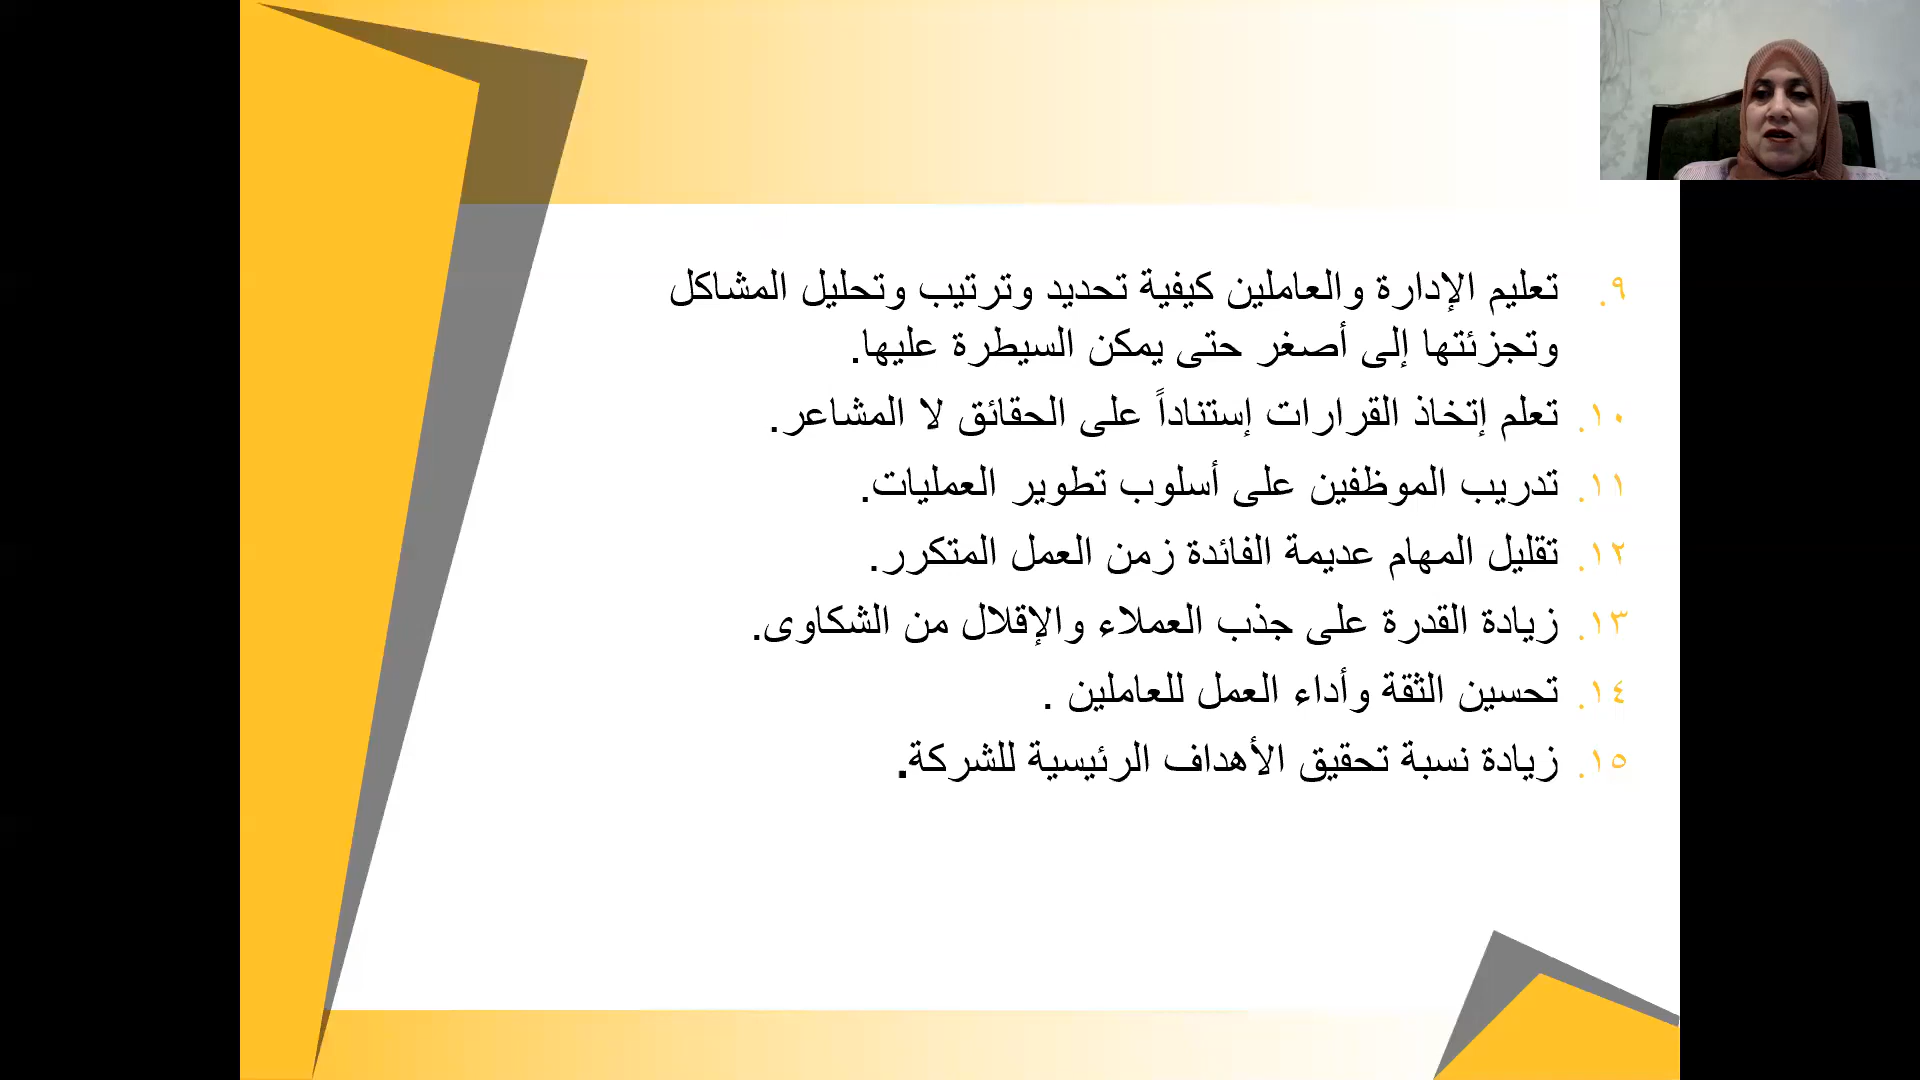 ٩. تعليم الإدارة والعاملين كيفية تحديد وترتيب وتحليل المشاكل
وتجزئتها إلى أصغر حتى يمكن السيطرة عليها.
١٠. تعلم إتخاذ القرارات إستناداً على الحقائق لا المشاعر.
١١. تدريب الموظفين على أسلوب تطوير العمليات.
١٢. تقليل المهام عديمة الفائدة زمن العمل المتكرر.
١٣. زيادة القدرة على جذب العملاء والإقلال من الشكاوى.
١٤. تحسين الثقة وأداء العمل للعاملين .
١٥. زيادة نسبة تحقيق الأهداف الرئيسية للشركة.